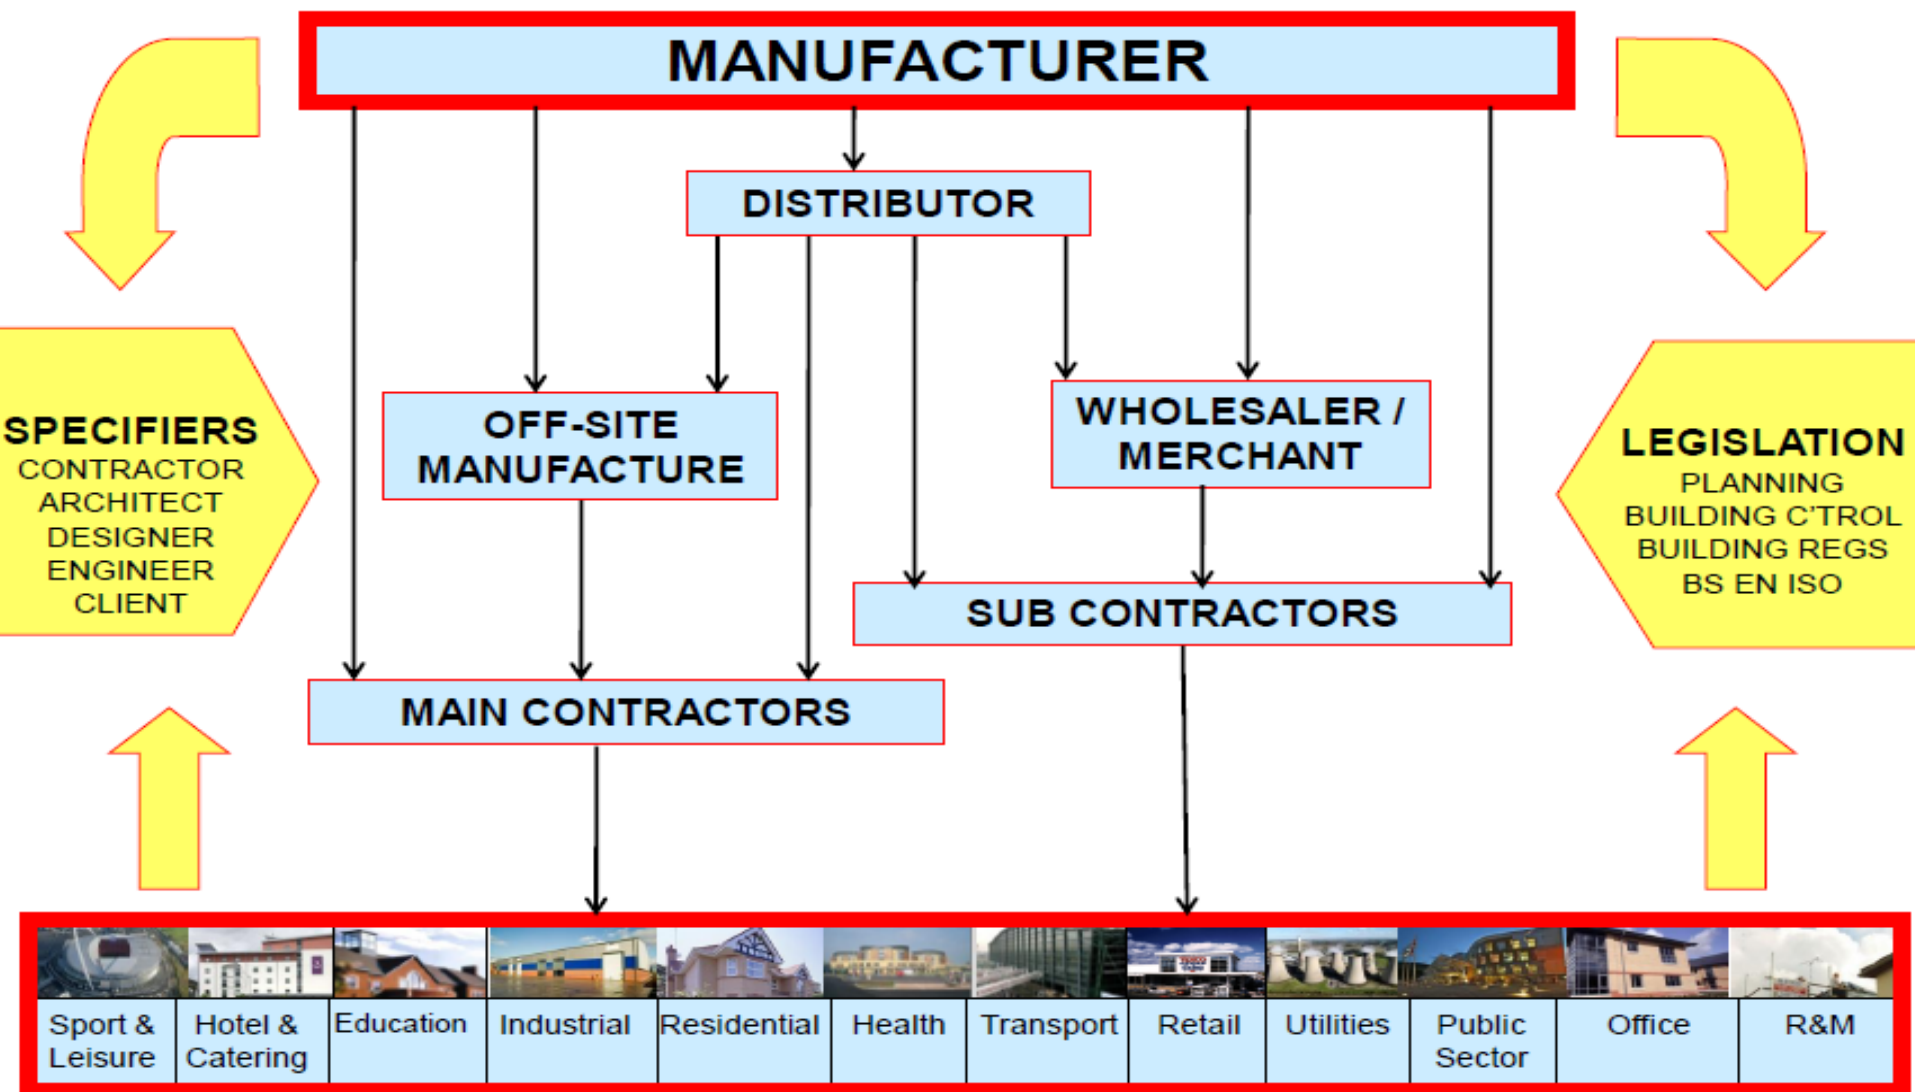 MANUFACTURER
DISTRIBUTOR
OFF-SITE
MANUFACTURE
WHOLESALER /
MERCHANT
SPECIFIERS
CONTRACTOR
ARCHITECT
DESIGNER
ENGINEER
CLIENT
LEGISLATION
PLANNING
BUILDING C'TROL
BUILDING REGS
BS EN ISO
SUB CONTRACTORS
MAIN CONTRACTORS
Sport &
Leisure
Hotel &
Catering
Education
Industrial
Residential
Health
Transport
Retail
Utilities
Public
Sector
Office
R&M